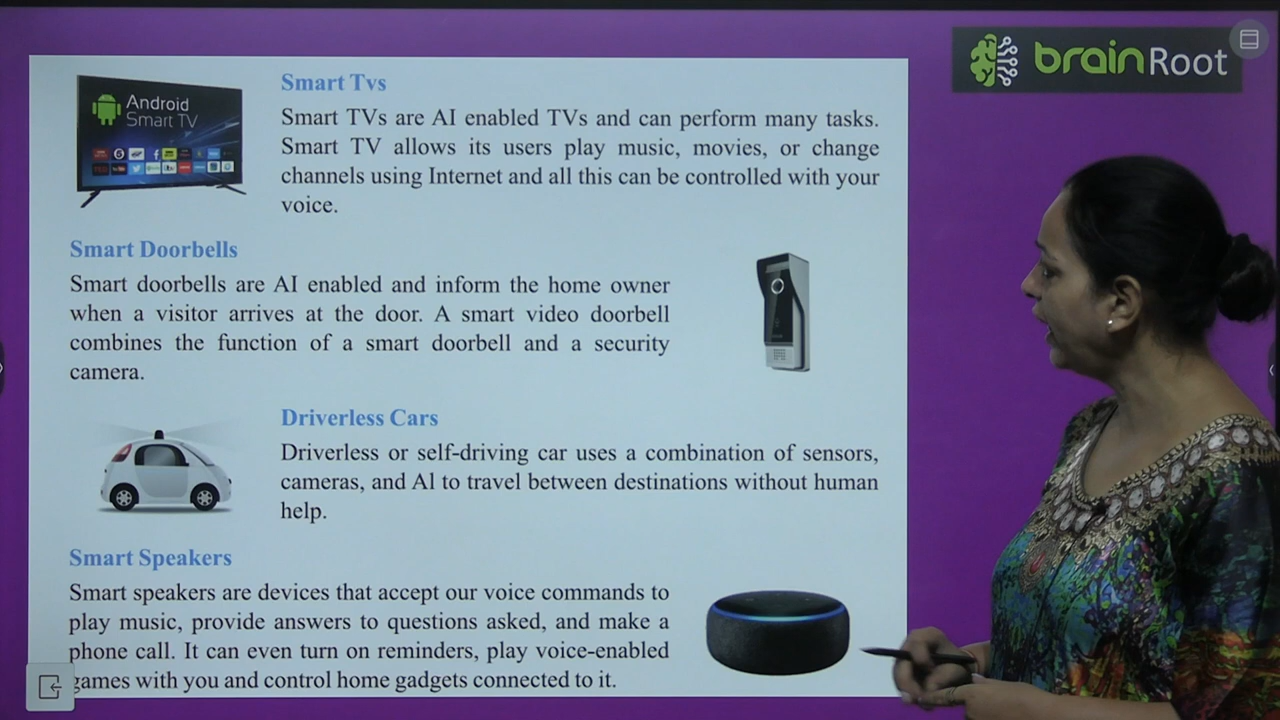 brainRoot
Android
Smart TV
Smart Tvs
Smart TVs are AI enabled TVs and can perform many tasks.
Smart TV allows its users play music, movies, or change
channels using Internet and all this can be controlled with your
voice.
Smart Doorbells
Smart doorbells are AI enabled and inform the home owner
when a visitor arrives at the door. A smart video doorbell
combines the function of a smart doorbell and a security
camera.
Driverless Cars
Driverless or self-driving car uses a combination of sensors,
cameras, and Al to travel between destinations without human
help.
Smart Speakers
Smart speakers are devices that accept our voice commands to
play music, provide answers to questions asked, and make a
phone call. It can even turn on reminders, play voice-enabled
games with you and control home gadgets connected to it.